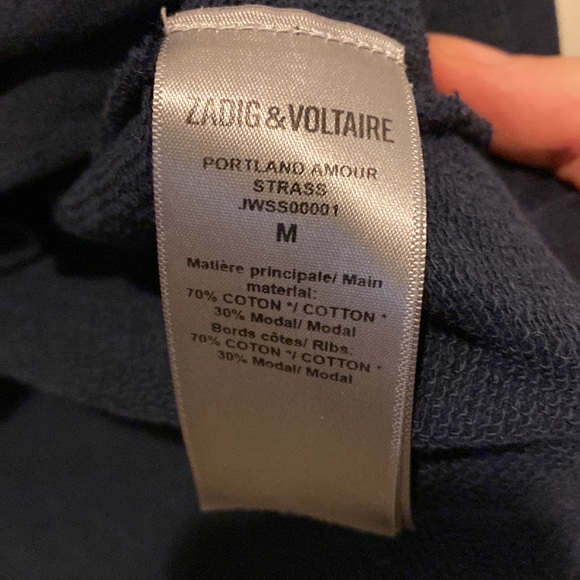 ZADIG & VOLTAIRE
PORTLAND AMOUR
STRASS
JWSS00001
M
Matière principale/ Main
material:
70% COTON */ COTTON *
30% Modal/ Modal
Bords côtes/ Ribs:
70% COTON */ COTTON *
30% Modal/ Modal